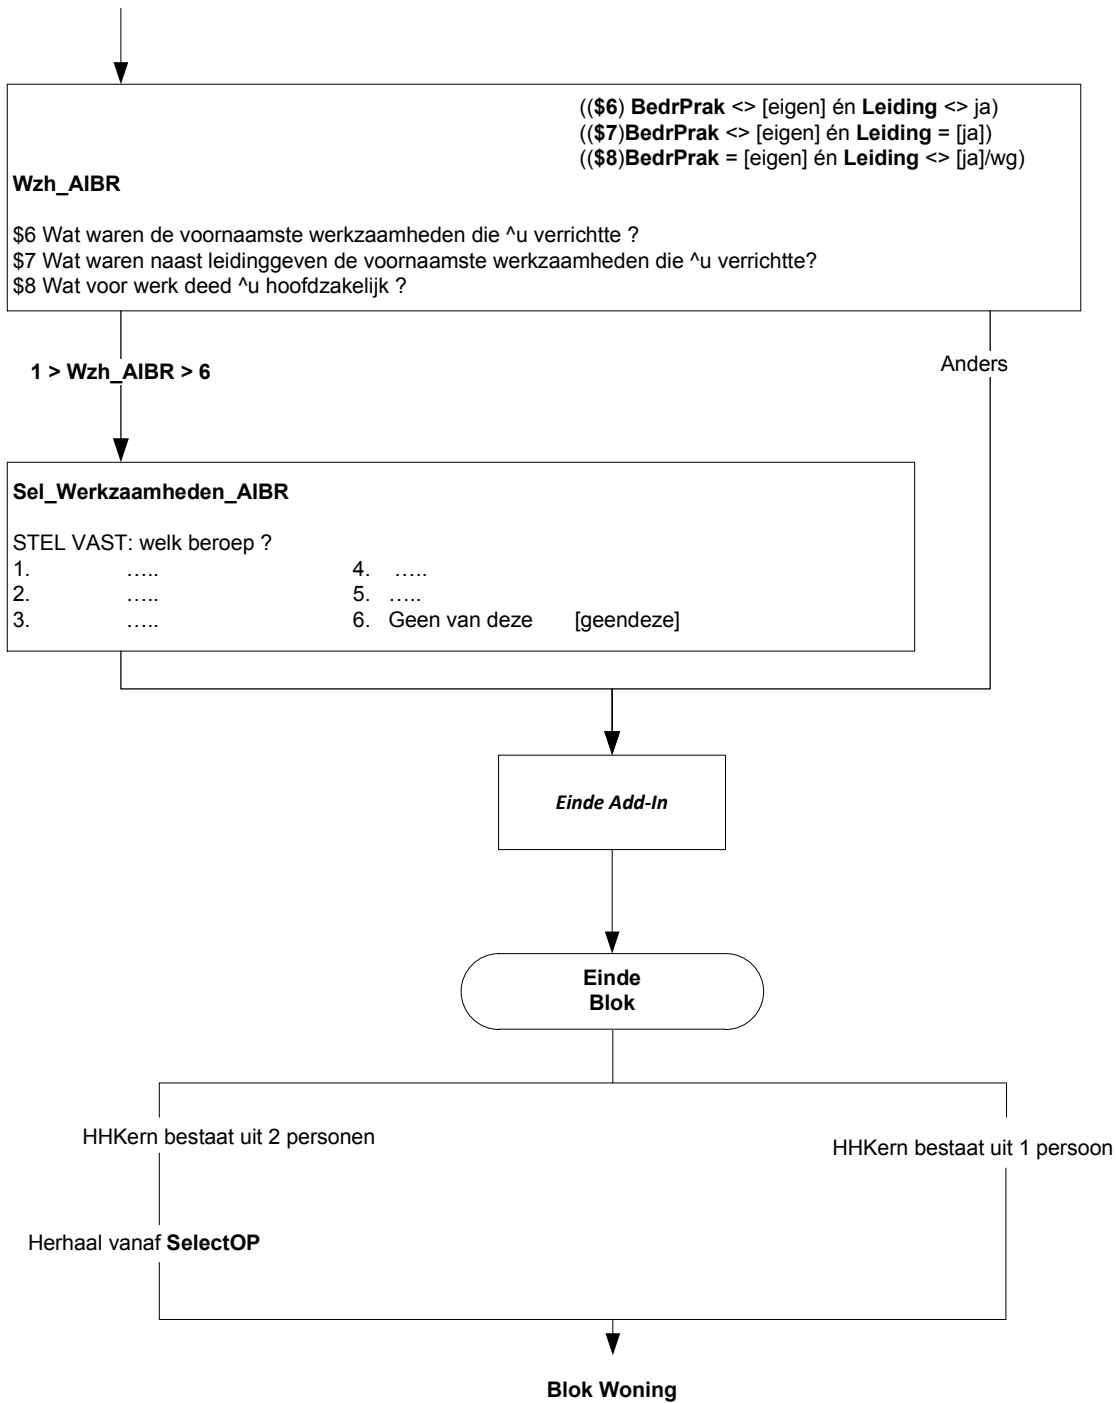 (($6) BedrPrak <> [eigen] én Leiding <> ja)
(($7)BedrPrak <> [eigen] én Leiding = [ja])
(($8)BedrPrak = [eigen] én Leiding <> [ja]/wg)
Wzh_AIBR
$6 Wat waren de voornaamste werkzaamheden die ^u verrichtte ?
$7 Wat waren naast leidinggeven de voornaamste werkzaamheden die ^u verrichtte?
$8 Wat voor werk deed ^u hoofdzakelijk ?
1 > Wzh_AIBR > 6
Anders
Sel_Werkzaamheden_AIBR
STEL VAST: welk beroep ?
1. ….. 4. …..
2. ….. 5. …..
3. ….. 6. Geen van deze [geendeze]
Einde Add-In
Einde
Blok
HHKern bestaat uit 2 personen
HHKern bestaat uit 1 persoon
Herhaal vanaf SelectOP
Blok Woning